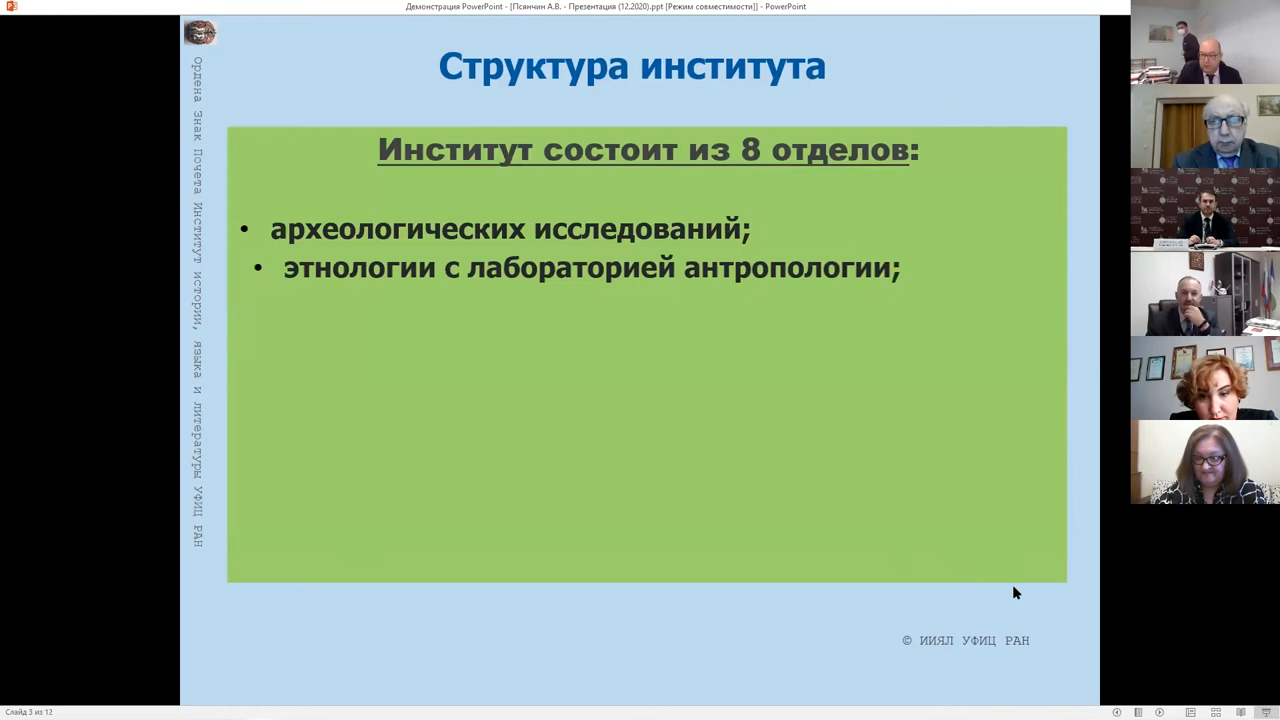 Демонстрация PowerPoint - [Псянчин А.В. - Презентация (12.2020).ppt [Режим совместимости]] - PowerPoint
Структура института
Ордена Знак Почета Институт истории, языка и литературы УФИЦ РАН
Институт состоит из 8 отделов:
• археологических исследований;
• этнологии с лабораторией антропологии;
© ИИЯЛ УФИЦ РАН
Слайд 3 из 12